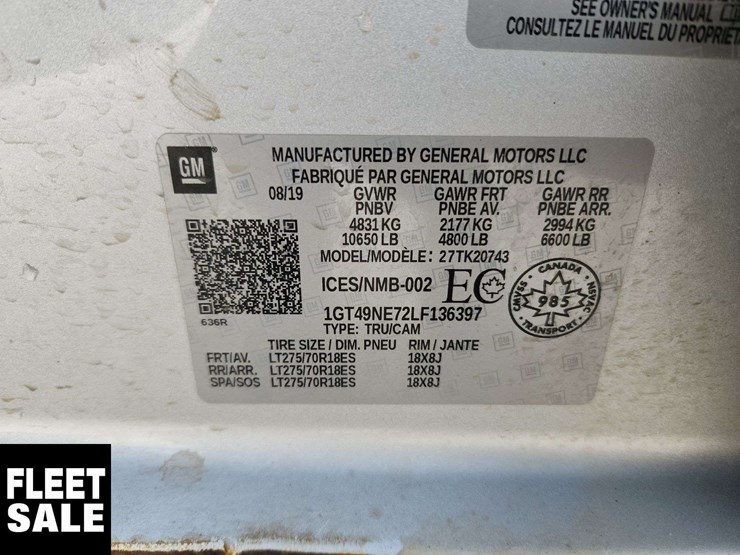 SEE OWNER'S MANUAL
CONSULTEZ LE MANUEL DU
GM
MANUFACTURED BY GENERAL MOTORS LLC
FABRIQUÉ PAR GENERAL MOTORS LLC
08/19 GVWR GAWR FRT GAWR RR
PNBV PNBE AV. PNBE ARR.
4831 KG 2177 KG 2994 KG
10650 LB 4800 LB 6600 LB
MODEL/MODÈLE: 27TK20743
ICES/NMB-002 EC
CANADA
CMVSS 985 NSVAC
TRANSPORT
636R
1GT49NE72LF136397
TYPE: TRU/CAM
TIRE SIZE / DIM. PNEU RIM / JANTE
FRT/AV. LT275/70R18ES 18X8J
RR/ARR. LT275/70R18ES 18X8J
SPA/SOS LT275/70R18ES 18X8J
FLEET
SALE